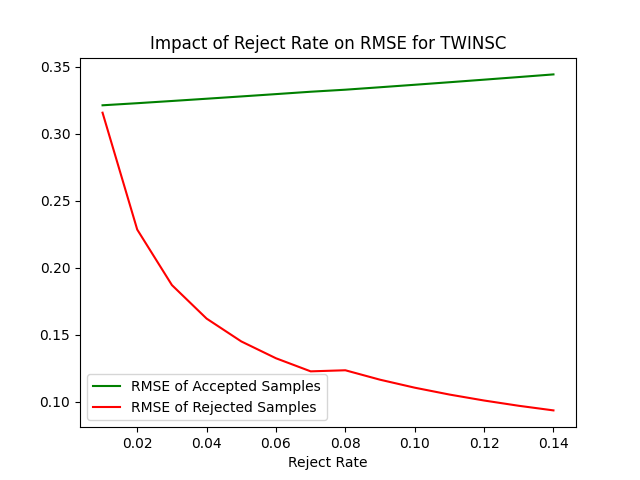 Impact of Reject Rate on RMSE for TWINSC
0.35
0.30
0.25
0.20
0.15
0.10
RMSE of Accepted Samples
RMSE of Rejected Samples
0.02 0.04 0.06 0.08 0.10 0.12 0.14
Reject Rate